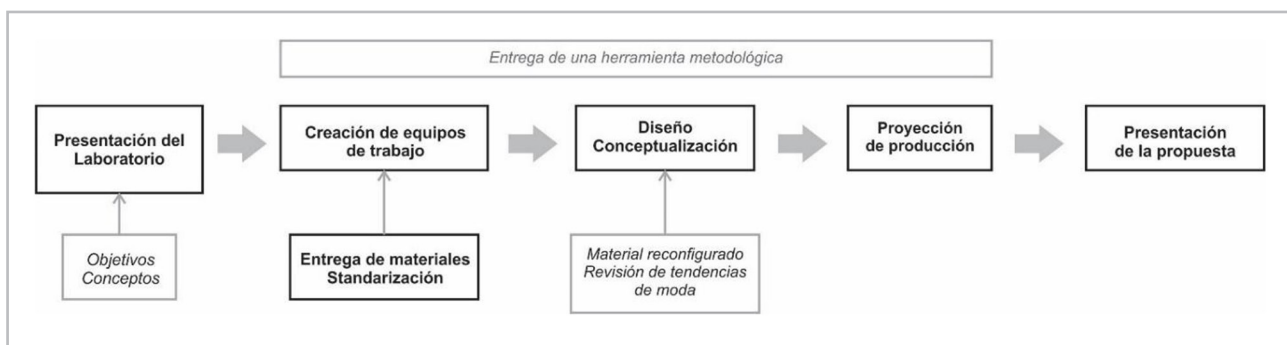 Entrega de una herramienta metodológica
Presentación del
Laboratorio
Creación de equipos
de trabajo
Diseño
Conceptualización
Proyección
de producción
Presentación
de la propuesta
Objetivos
Conceptos
Entrega de materiales
Standarización
Material reconfigurado
Revisión de tendencias
de moda